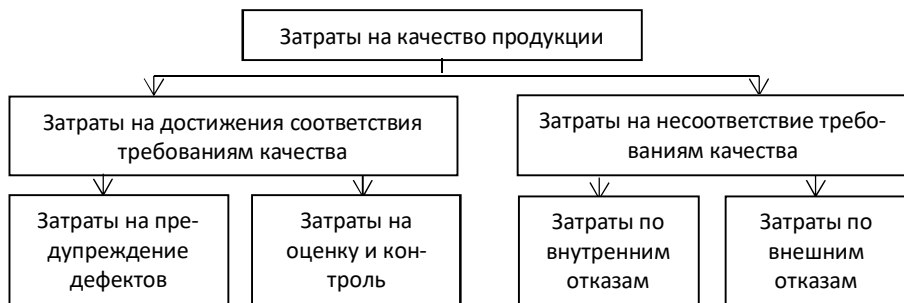 Затраты на качество продукции
Затраты на достижения соответствия
требованиям качества
Затраты на несоответствие требо-
ваниям качества
Затраты на пре-
дупреждение
дефектов
Затраты на
оценку и кон-
троль
Затраты по
внутренним
отказам
Затраты по
внешним
отказам